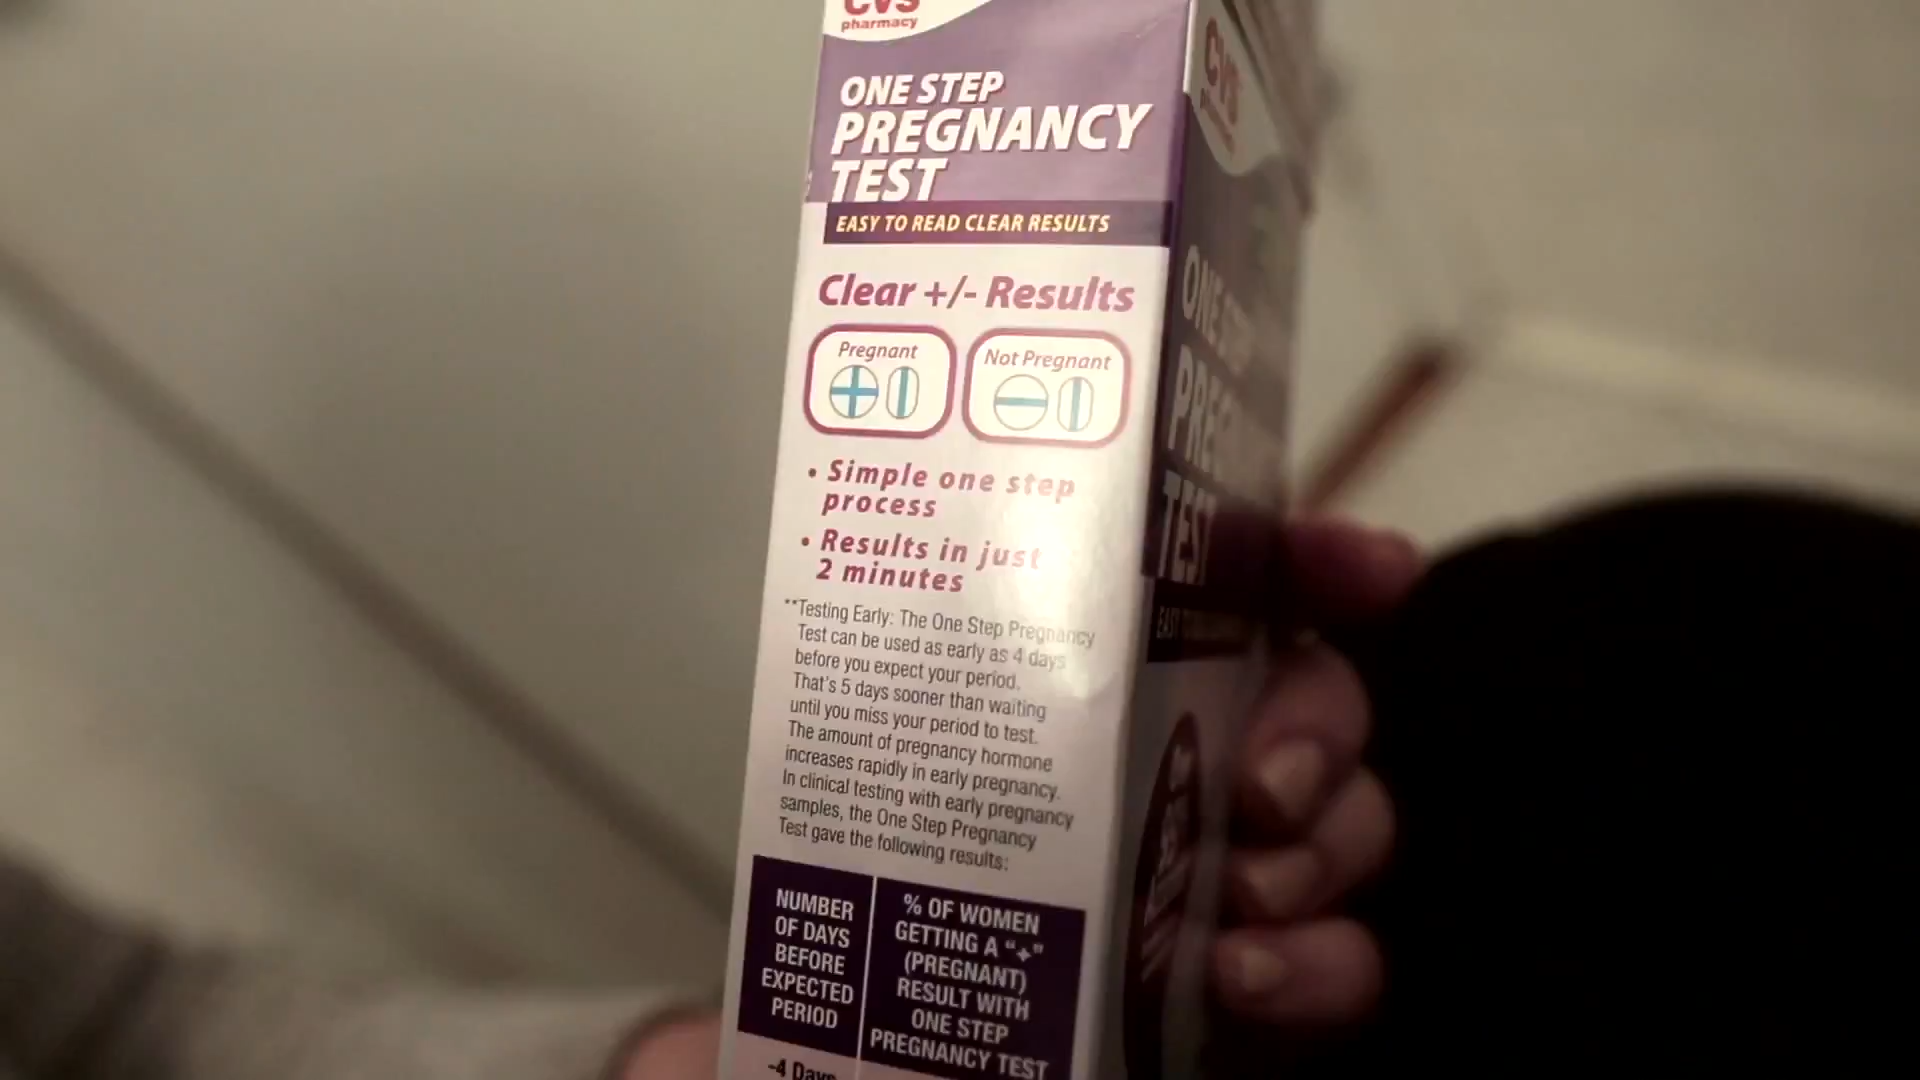 CVS
pharmacy
ONE STEP
PREGNANCY
TEST
EASY TO READ CLEAR RESULTS
Clear +/- Results
Pregnant
Not Pregnant
• Simple one step
process
• Results in just
2 minutes
**Testing Early: The One Step Pregnancy
Test can be used as early as 4 days
before you expect your period.
That's 5 days sooner than waiting
until you miss your period to test.
The amount of pregnancy hormone
increases rapidly in early pregnancy.
In clinical testing with early pregnancy
samples, the One Step Pregnancy
Test gave the following results:
NUMBER
OF DAYS
BEFORE
EXPECTED
PERIOD
% OF WOMEN
GETTING A "+"
(PREGNANT)
RESULT WITH
ONE STEP
PREGNANCY TEST
-4 Days
CVS
ONE STEP
PREGNANCY
TEST
EASY